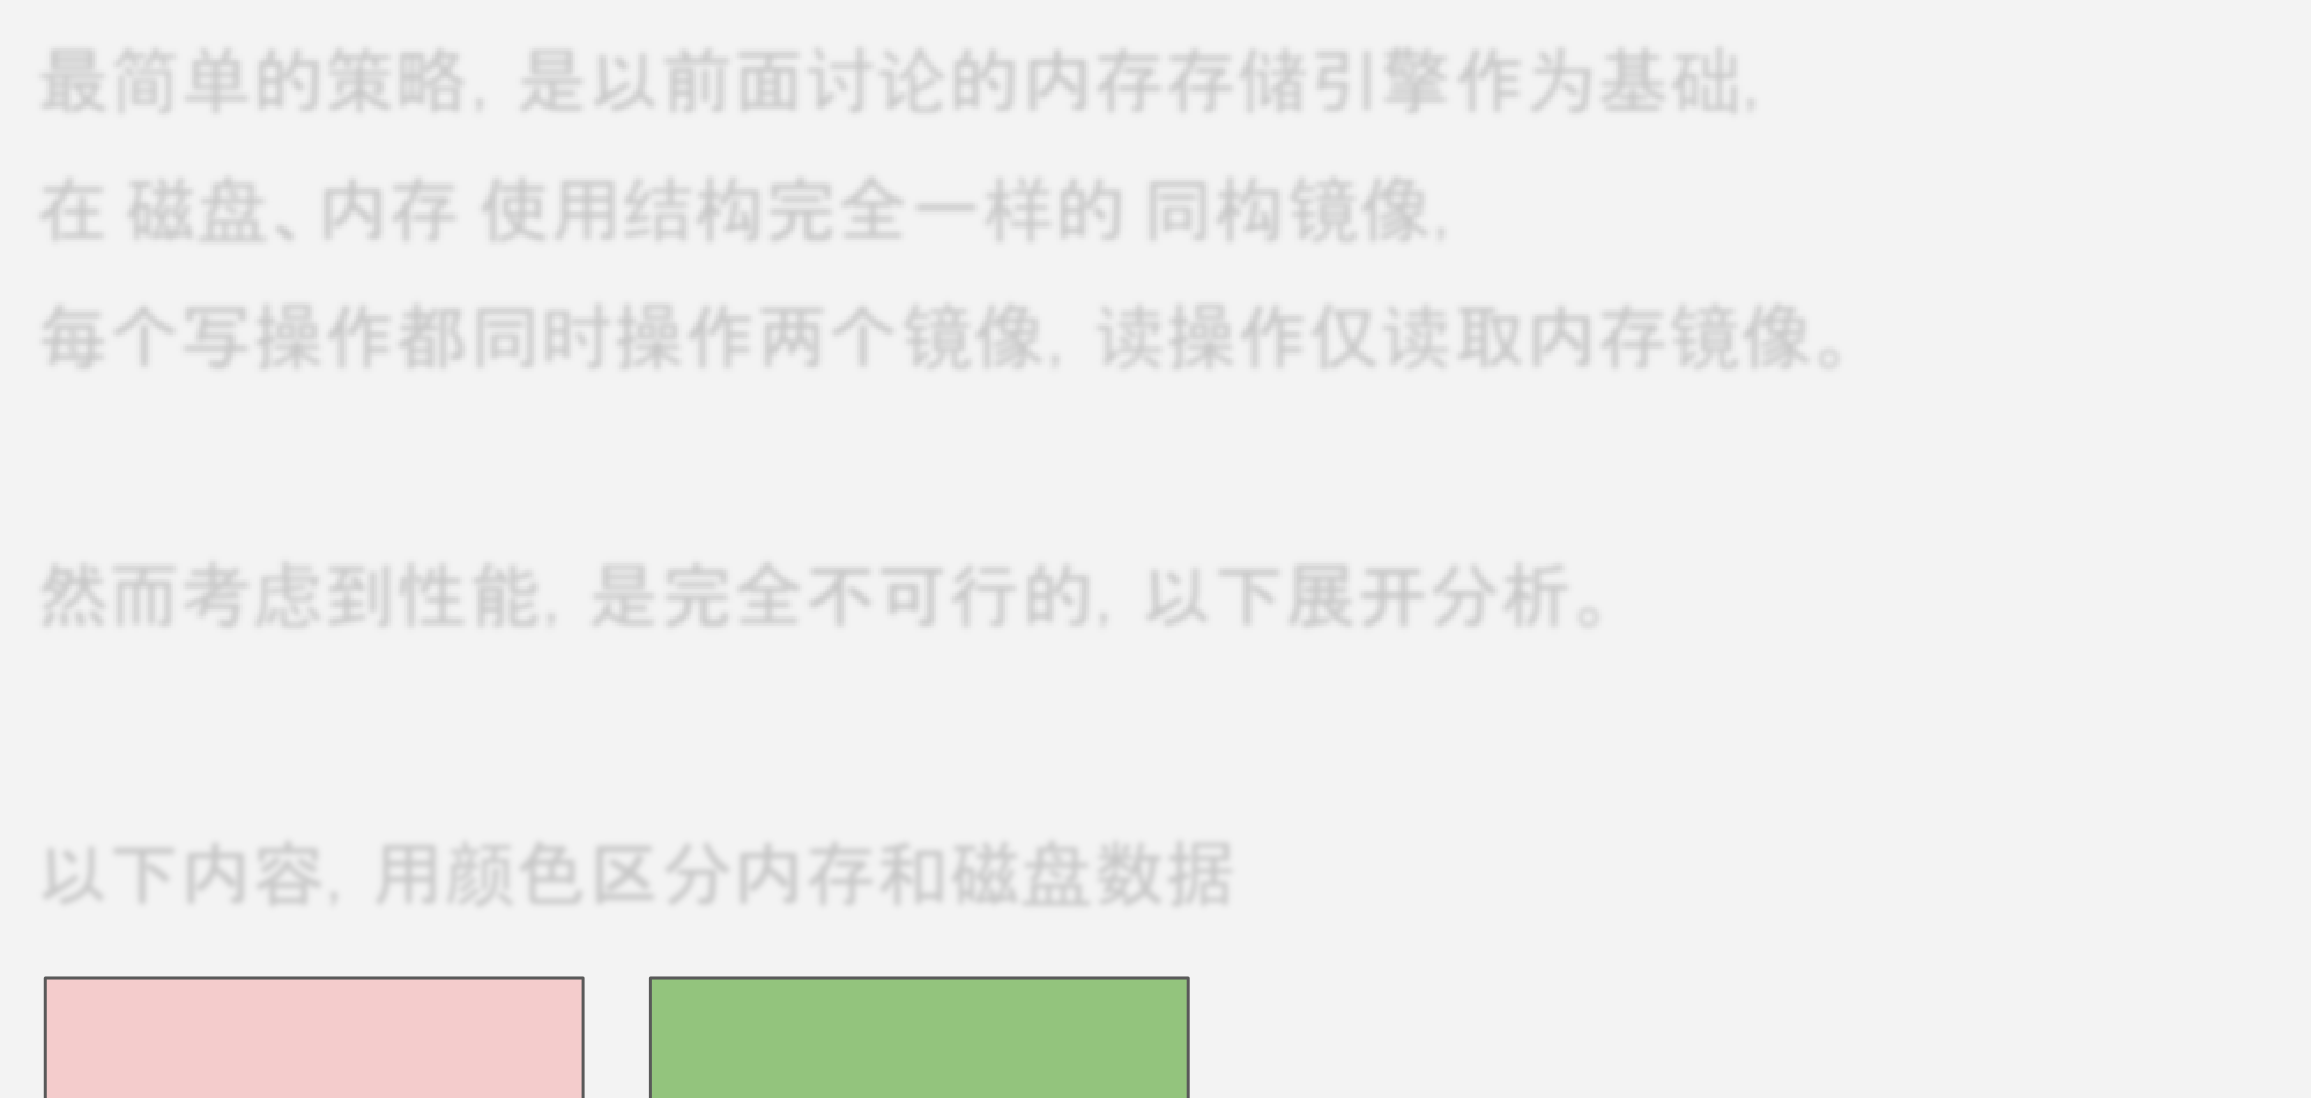 最简单的策略, 是以前面讨论的内存存储引擎作为基础,
在 磁盘、内存 使用结构完全一样的 同构镜像,
每个写操作都同时操作两个镜像, 读操作仅读取内存镜像。
然而考虑到性能, 是完全不可行的, 以下展开分析。
以下内容, 用颜色区分内存和磁盘数据